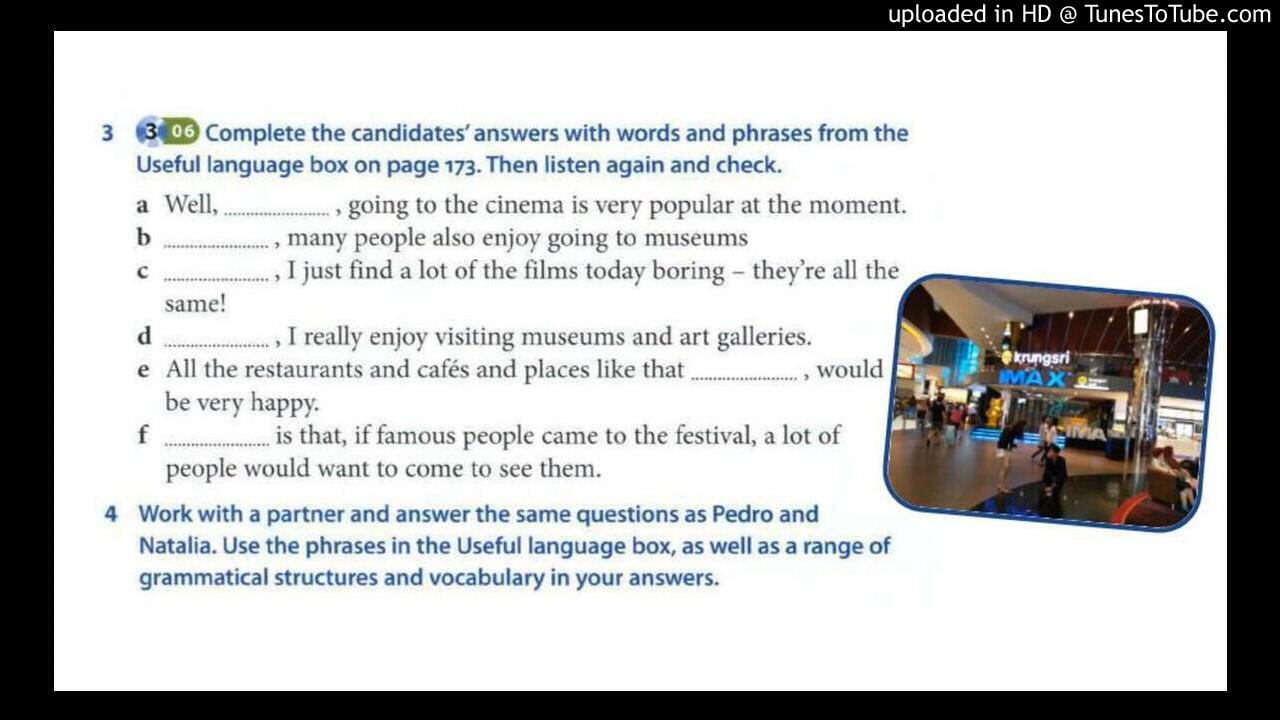 uploaded in HD @ TunesToTube.com
3 3 06 Complete the candidates' answers with words and phrases from the
Useful language box on page 173. Then listen again and check.
a Well, ........................ , going to the cinema is very popular at the moment.
b ........................ , many people also enjoy going to museums
c ........................ , I just find a lot of the films today boring – they're all the
same!
d ........................ , I really enjoy visiting museums and art galleries.
e All the restaurants and cafés and places like that ........................ , would
be very happy.
f ........................ is that, if famous people came to the festival, a lot of
people would want to come to see them.
krungsri
IMAX
IMA
4 Work with a partner and answer the same questions as Pedro and
Natalia. Use the phrases in the Useful language box, as well as a range of
grammatical structures and vocabulary in your answers.